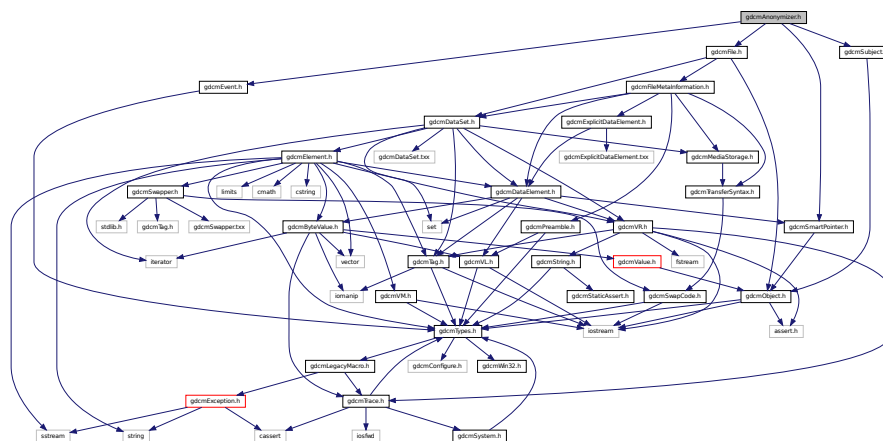 gdcmAnonymizer.h
gdcmFile.h
gdcmSubject.
gdcmEvent.h
gdcmFileMetaInformation.h
gdcmDataSet.h
gdcmExplicitDataElement.h
gdcmElement.h
gdcmDataSet.txx
gdcmExplicitDataElement.txx
gdcmMediaStorage.h
gdcmSwapper.h
limits
cmath
cstring
gdcmDataElement.h
gdcmTransferSyntax.h
stdlib.h
gdcmTag.h
gdcmSwapper.txx
gdcmByteValue.h
set
gdcmPreamble.h
gdcmVR.h
gdcmSmartPointer.h
iterator
vector
gdcmTag.h
gdcmVL.h
gdcmString.h
gdcmValue.h
fstream
iomanip
gdcmVM.h
gdcmStaticAssert.h
gdcmSwapCode.h
gdcmObject.h
gdcmTypes.h
iostream
assert.h
gdcmLegacyMacro.h
gdcmConfigure.h
gdcmWin32.h
gdcmException.h
gdcmTrace.h
sstream
string
cassert
iosfwd
gdcmSystem.h